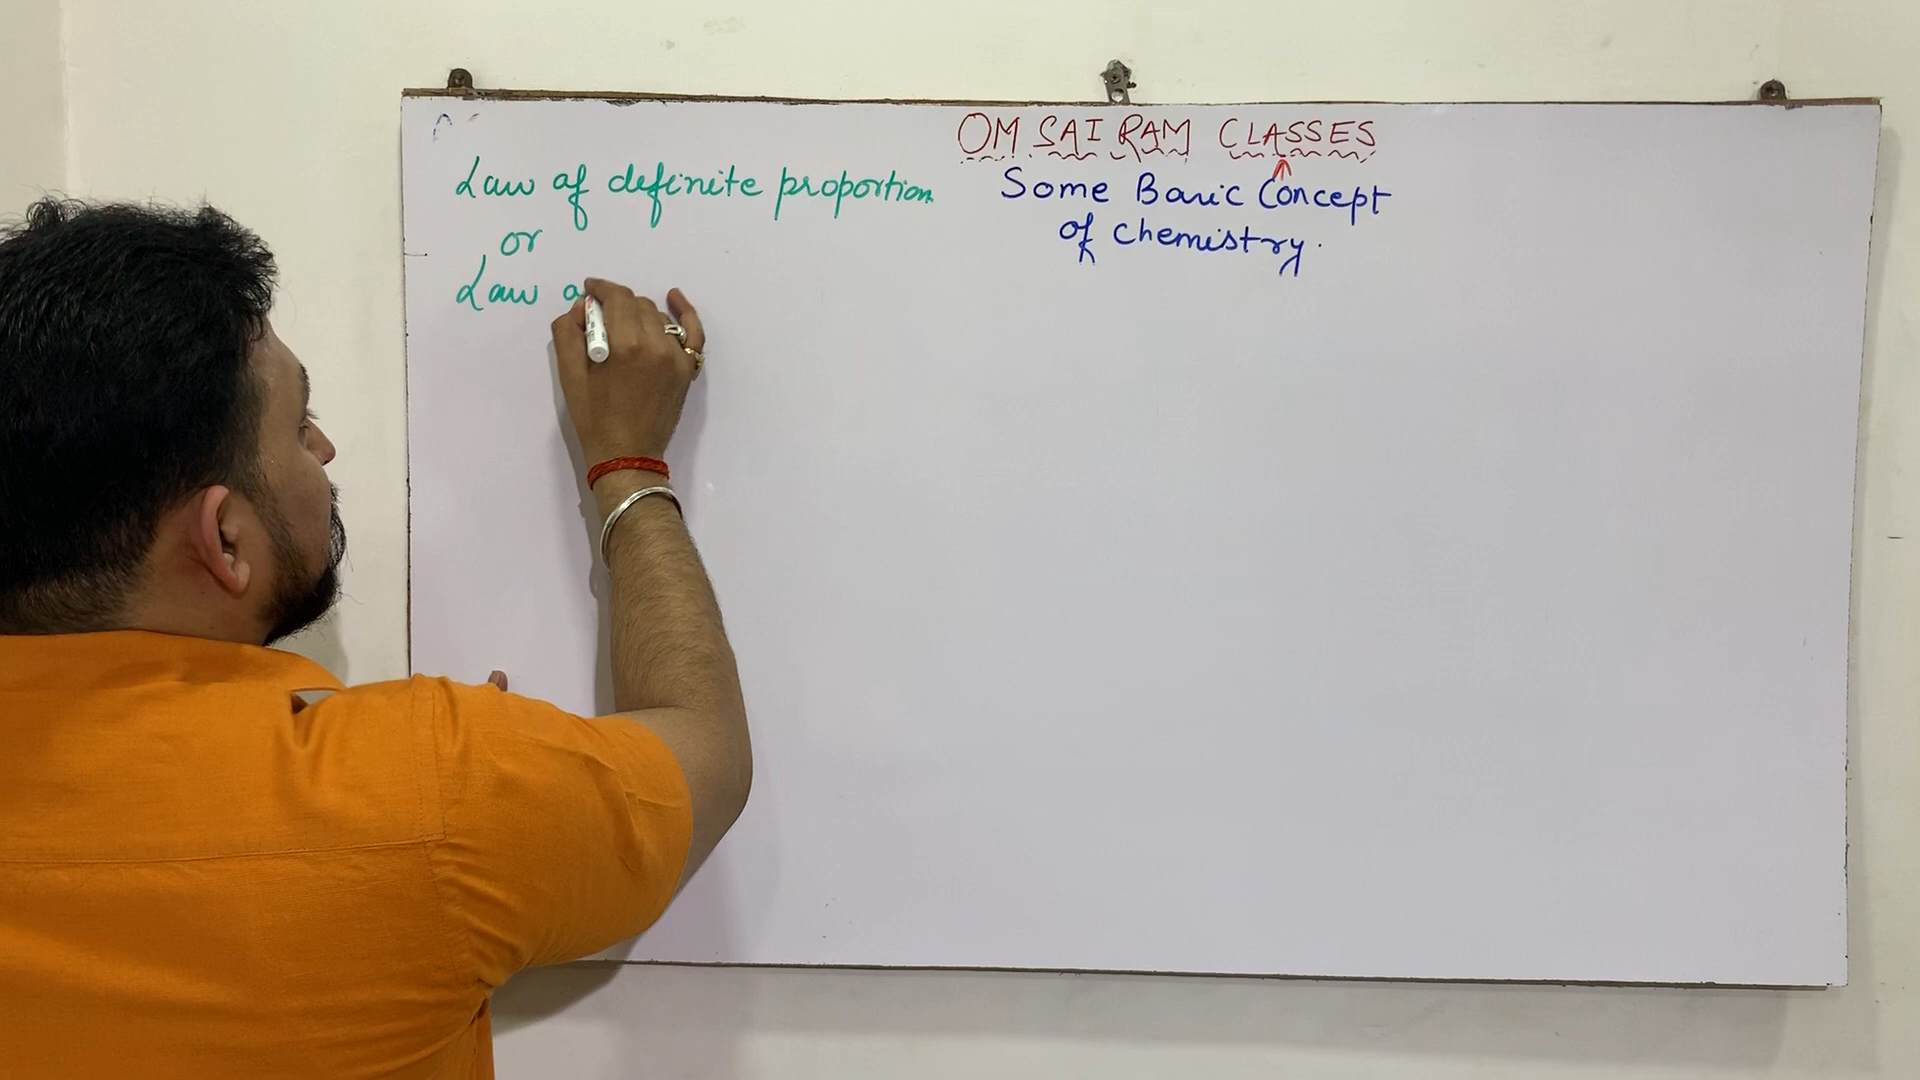 OM SAI RAM CLASSES
Law of definite proportion
or
Law
Some Basic Concept
of Chemistry.